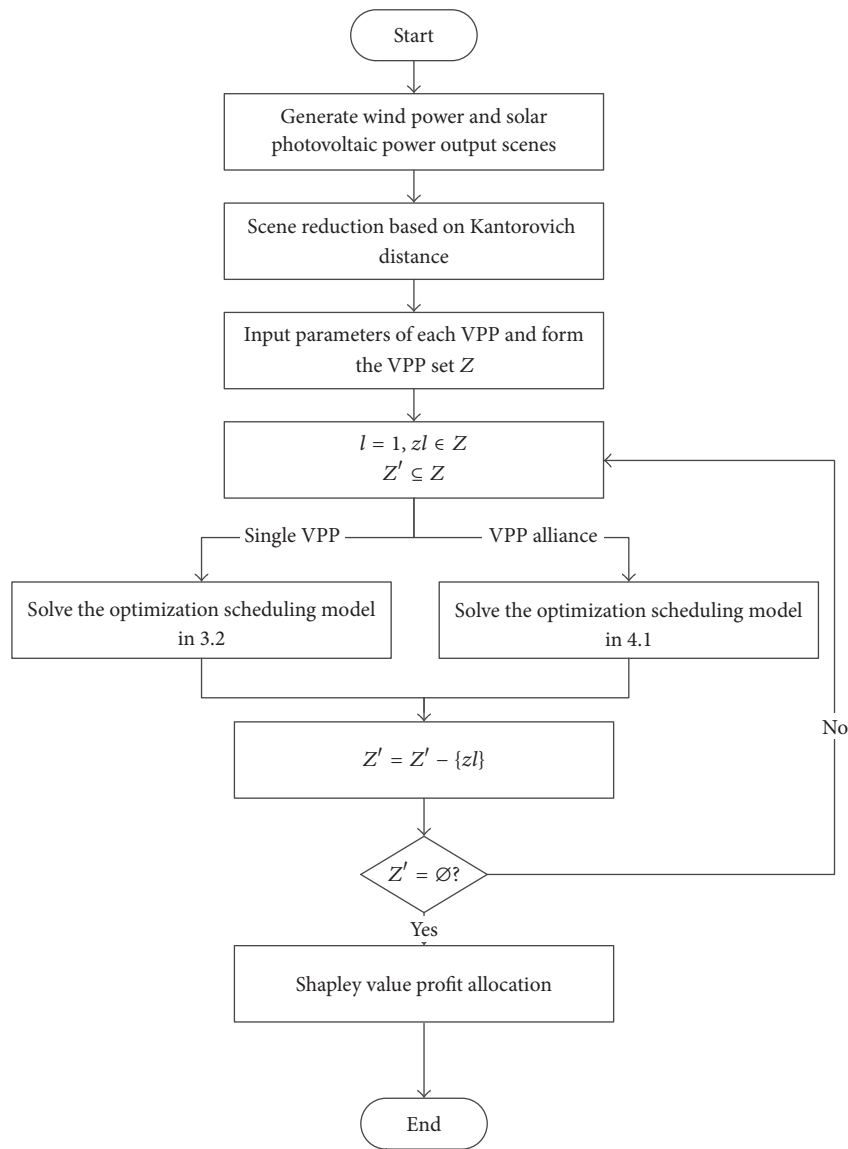 Start
Generate wind power and solar
photovoltaic power output scenes
Scene reduction based on Kantorovich
distance
Input parameters of each VPP and form
the VPP set Z
l = 1, zl ∈ Z
Z′ ⊆ Z
Single VPP
VPP alliance
Solve the optimization scheduling model
in 3.2
Solve the optimization scheduling model
in 4.1
Z′ = Z′ − {zl}
No
Z′ = ∅?
Yes
Shapley value profit allocation
End